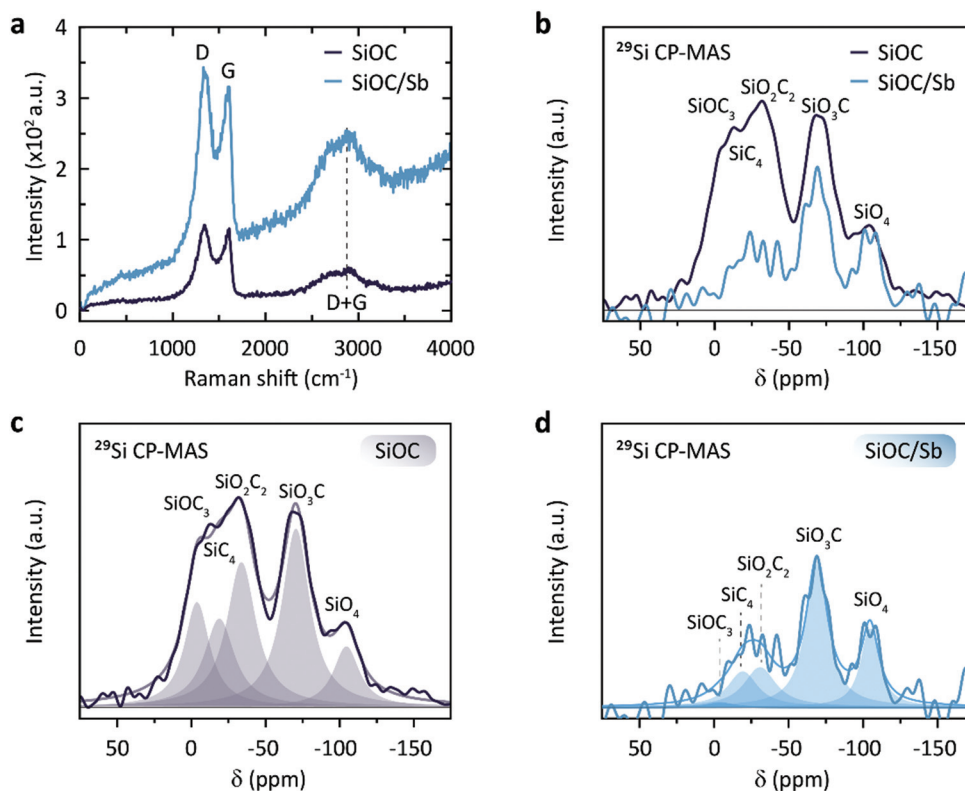 a
4
3
2
1
0
Intensity (x10² a.u.)
D
G
SiOC
SiOC/Sb
D+G
0
1000
2000
3000
4000
Raman shift (cm⁻¹)
b
²⁹Si CP-MAS
SiOC
SiOC/Sb
SiOC₃
SiO₂C₂
SiC₄
SiO₃C
SiO₄
Intensity (a.u.)
50
0
-50
-100
-150
δ (ppm)
c
²⁹Si CP-MAS
SiOC
SiOC₃
SiO₂C₂
SiC₄
SiO₃C
SiO₄
Intensity (a.u.)
50
0
-50
-100
-150
δ (ppm)
d
²⁹Si CP-MAS
SiOC/Sb
SiOC₃
SiC₄
SiO₂C₂
SiO₃C
SiO₄
Intensity (a.u.)
50
0
-50
-100
-150
δ (ppm)